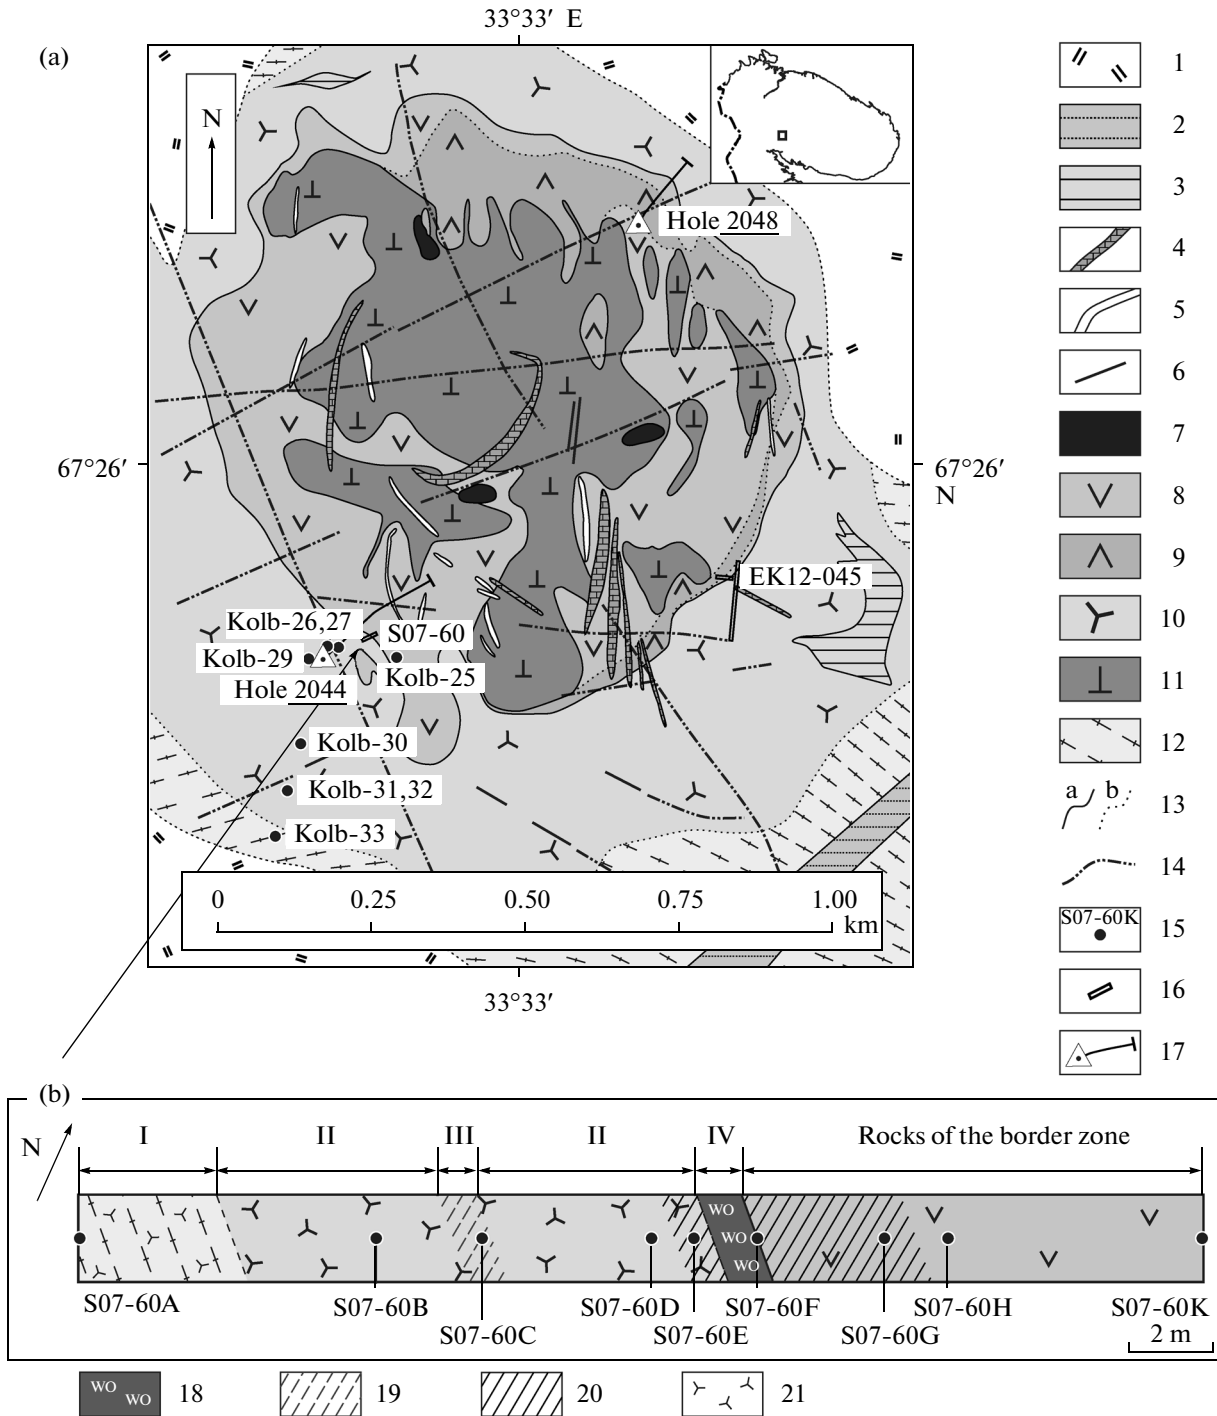 33°33′ E
(a)
N
Hole 2048
67°26′
67°26′
N
EK12-045
Kolb-26,27
S07-60
Kolb-29
Kolb-25
Hole 2044
Kolb-30
Kolb-31,32
Kolb-33
0 0.25 0.50 0.75 1.00
km
33°33′
1
2
3
4
5
6
7
8
9
10
11
12
a b 13
14
S07-60K 15
16
17
(b)
N
I II III II IV Rocks of the border zone
WO
WO
WO
S07-60A S07-60B S07-60D S07-60F S07-60H S07-60K
S07-60C S07-60E S07-60G 2 m
WO WO 18 19 20 21